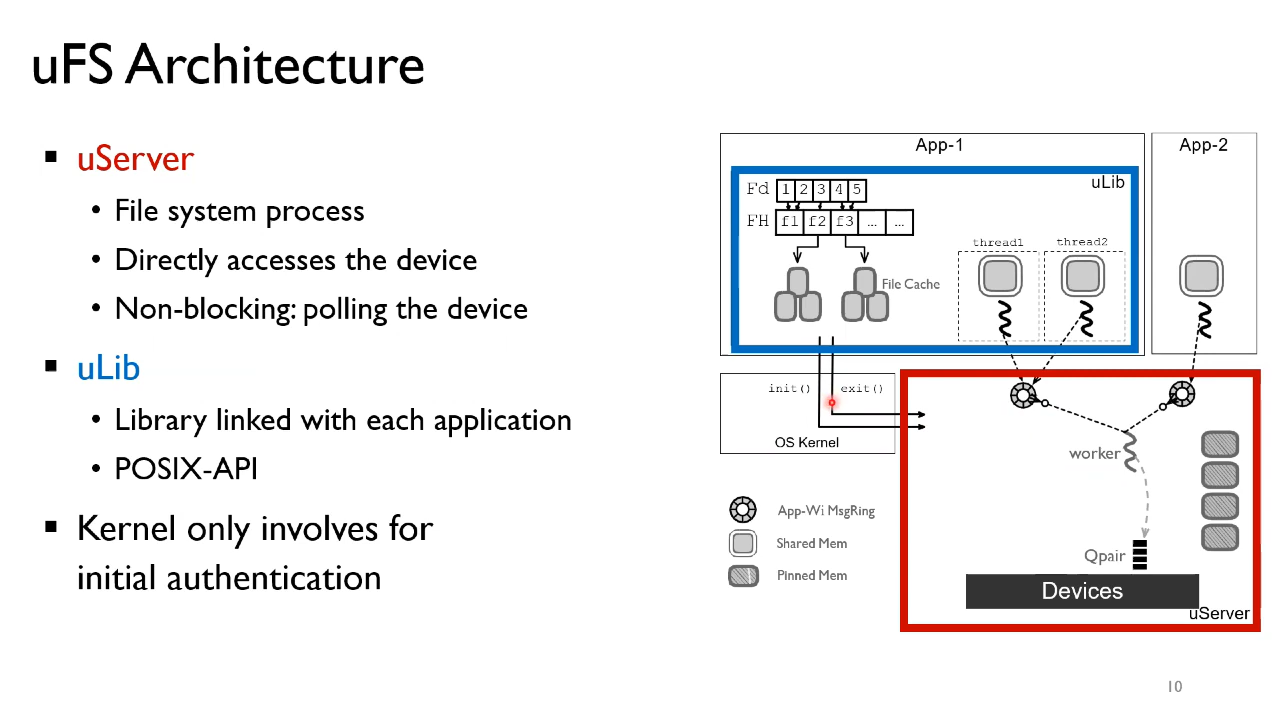 uFS Architecture
▪ uServer
• File system process
• Directly accesses the device
• Non-blocking: polling the device
▪ uLib
• Library linked with each application
• POSIX-API
▪ Kernel only involves for
initial authentication
App-1
App-2
uLib
Fd 1 2 3 4 5
FH f1 f2 f3 ... ...
thread1 thread2
File Cache
init() exit()
OS Kernel
worker
Qpair
Devices
uServer
App-Wi MsgRing
Shared Mem
Pinned Mem
10